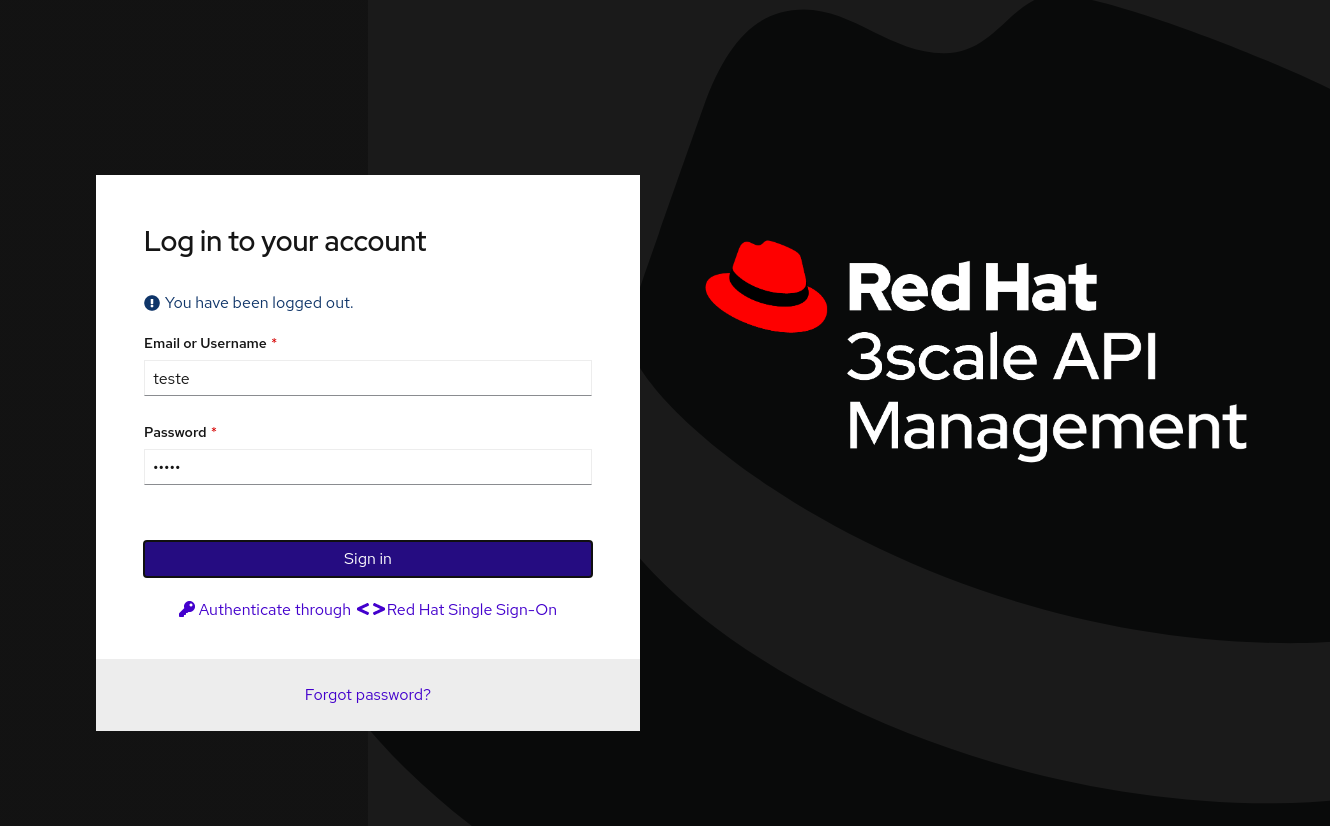 Log in to your account
You have been logged out.
Email or Username *
teste
Password *
•••••
Sign in
Authenticate through <> Red Hat Single Sign-On
Forgot password?
Red Hat
3scale API
Management